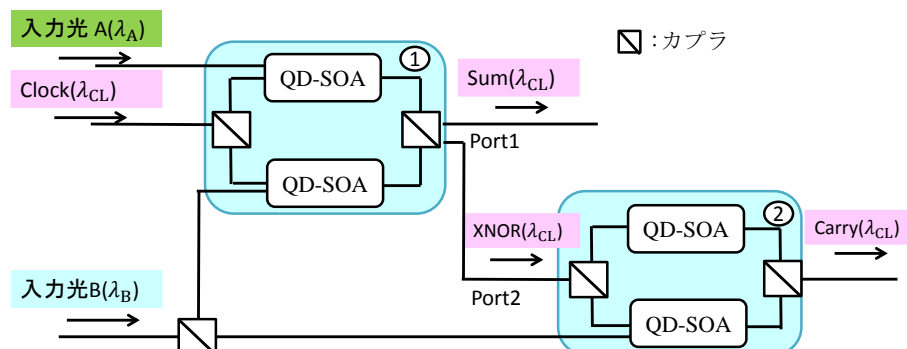 入力光 A(λA)
①
:カプラ
QD-SOA
Clock(λCL)
Sum(λCL)
Port1
QD-SOA
②
XNOR(λCL)
QD-SOA
Carry(λCL)
入力光B(λB)
Port2
QD-SOA